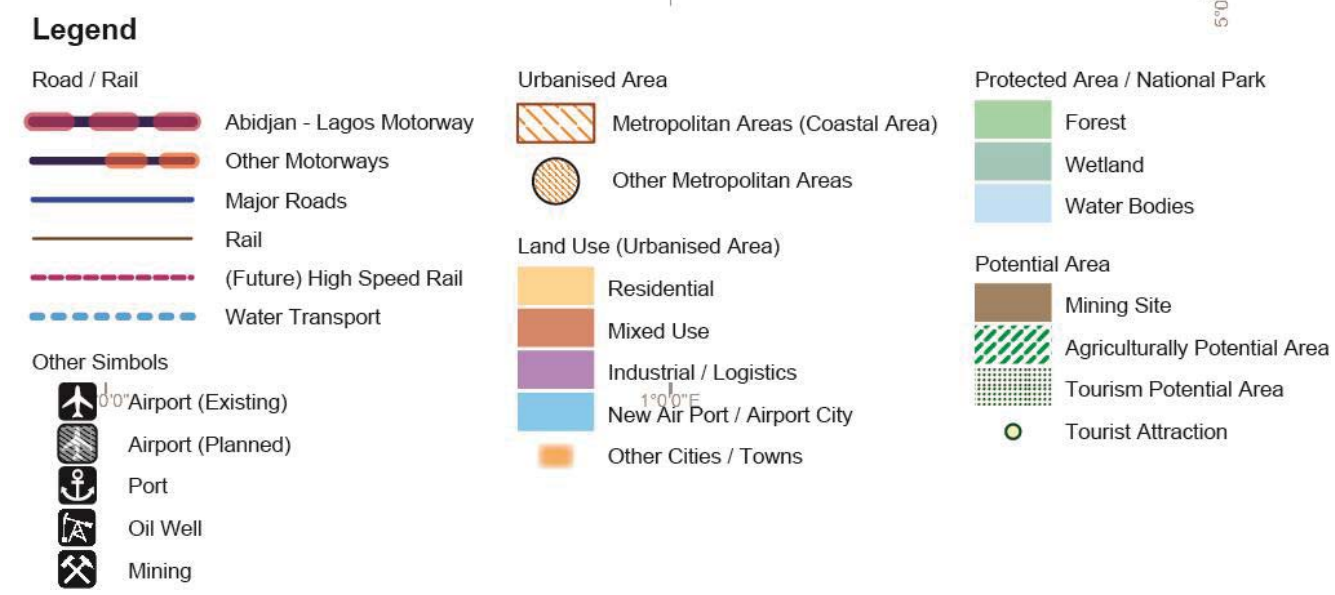 5°0
Legend
Road / Rail
Abidjan - Lagos Motorway
Other Motorways
Major Roads
Rail
(Future) High Speed Rail
Water Transport
Other Simbols
0'0"
Airport (Existing)
Airport (Planned)
Port
Oil Well
Mining
Urbanised Area
Metropolitan Areas (Coastal Area)
Other Metropolitan Areas
Land Use (Urbanised Area)
Residential
Mixed Use
Industrial / Logistics
1°0'0"E
New Air Port / Airport City
Other Cities / Towns
Protected Area / National Park
Forest
Wetland
Water Bodies
Potential Area
Mining Site
Agriculturally Potential Area
Tourism Potential Area
Tourist Attraction